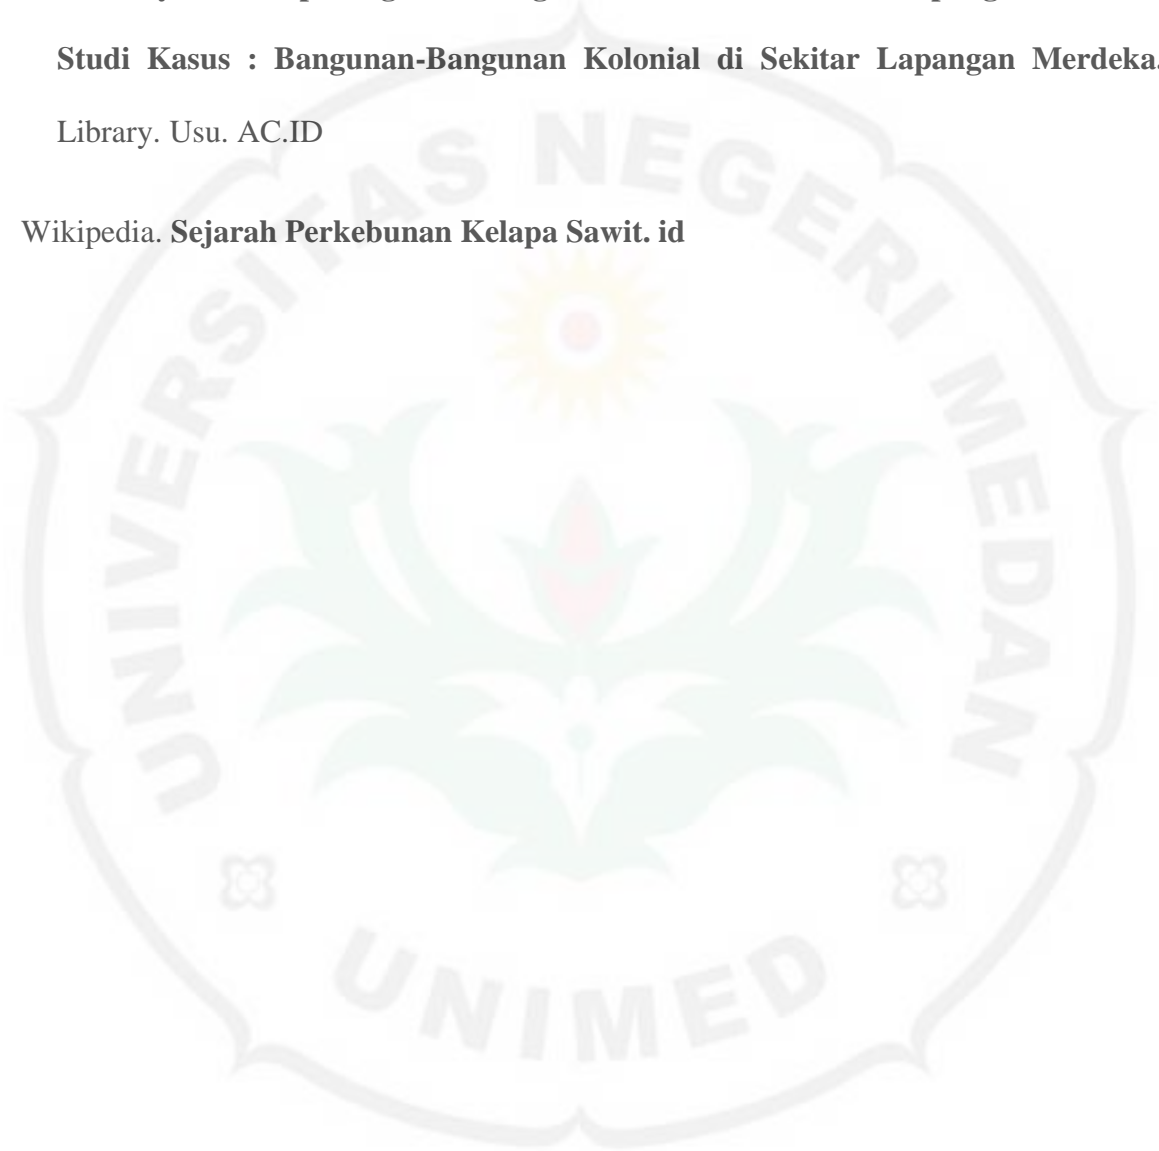 Studi Kasus : Bangunan-Bangunan Kolonial di Sekitar Lapangan Merdeka.
Library. Usu. AC.ID
Wikipedia. Sejarah Perkebunan Kelapa Sawit. id
UNIVERSITAS NEGERI MEDAN
UNIMED